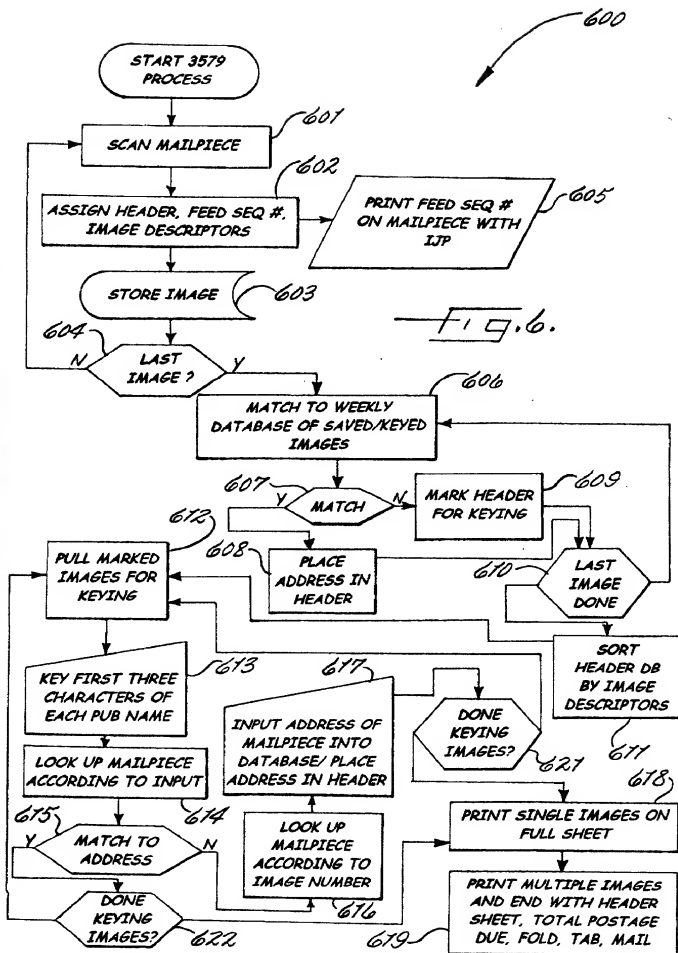 600
START 3579
PROCESS
601
SCAN MAILPIECE
602
ASSIGN HEADER, FEED SEQ #,
IMAGE DESCRIPTORS
PRINT FEED SEQ #
ON MAILPIECE WITH
IJP
605
STORE IMAGE
603
Fig. 6.
604
LAST
IMAGE ?
N
Y
606
MATCH TO WEEKLY
DATABASE OF SAVED/KEYED
IMAGES
607
Y
MATCH
N
MARK HEADER
FOR KEYING
609
612
PULL MARKED
IMAGES FOR
KEYING
608
PLACE
ADDRESS IN
HEADER
610
LAST
IMAGE
DONE
613
KEY FIRST THREE
CHARACTERS OF
EACH PUB NAME
617
INPUT ADDRESS OF
MAILPIECE INTO
DATABASE/ PLACE
ADDRESS IN HEADER
DONE
KEYING
IMAGES?
621
SORT
HEADER DB
BY IMAGE
DESCRIPTORS
611
LOOK UP MAILPIECE
ACCORDING TO INPUT
614
615
Y
MATCH TO
ADDRESS
N
LOOK UP
MAILPIECE
ACCORDING TO
IMAGE NUMBER
616
618
PRINT SINGLE IMAGES ON
FULL SHEET
DONE
KEYING
IMAGES?
622
PRINT MULTIPLE IMAGES
AND END WITH HEADER
SHEET, TOTAL POSTAGE
DUE, FOLD, TAB, MAIL
619